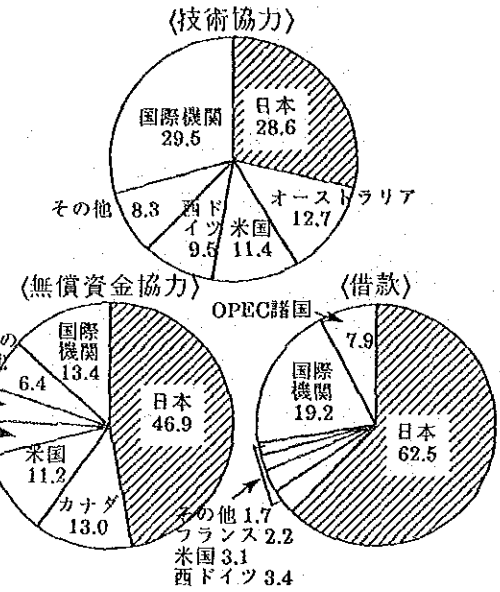 〈技術協力〉
国際機関
29.5
日本
28.6
オーストラリア
12.7
米国
11.4
西ド
イツ
9.5
その他 8.3
〈無償資金協力〉
国際
機関
13.4
日本
46.9
カナダ
13.0
米国
11.2
の
6.4
〈借款〉
OPEC諸国
7.9
国際
機関
19.2
日本
62.5
その他 1.7
フランス 2.2
米国 3.1
西ドイツ 3.4